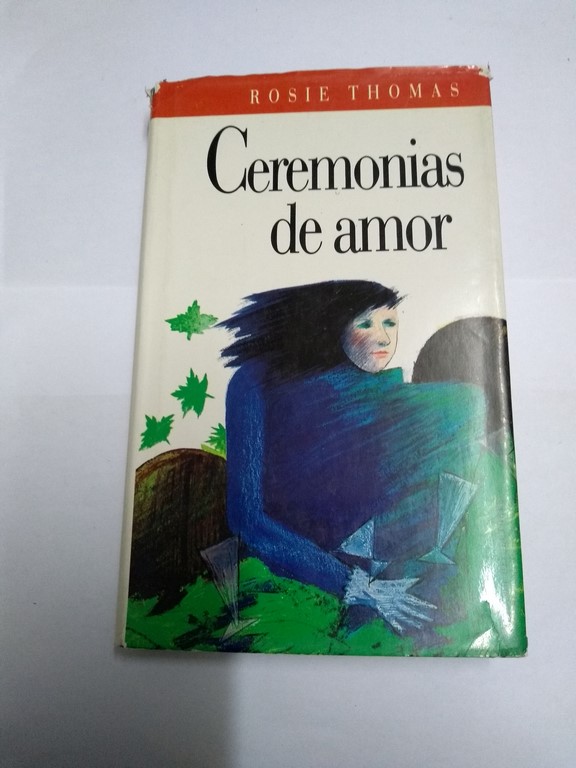 ROSIE THOMAS
Ceremonias
de amor